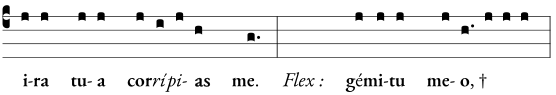 i-ra tu-a corrípi-as me. Flex : gémi-tu me-o, †